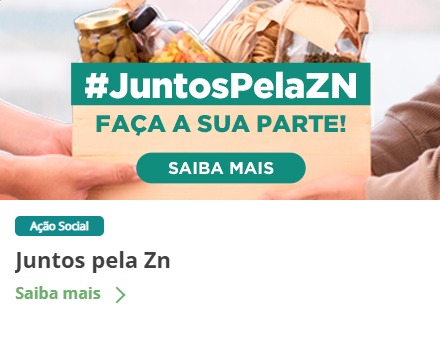 #JuntosPelaZN
FAÇA A SUA PARTE!
SAIBA MAIS
Ação Social
Juntos pela Zn
Saiba mais